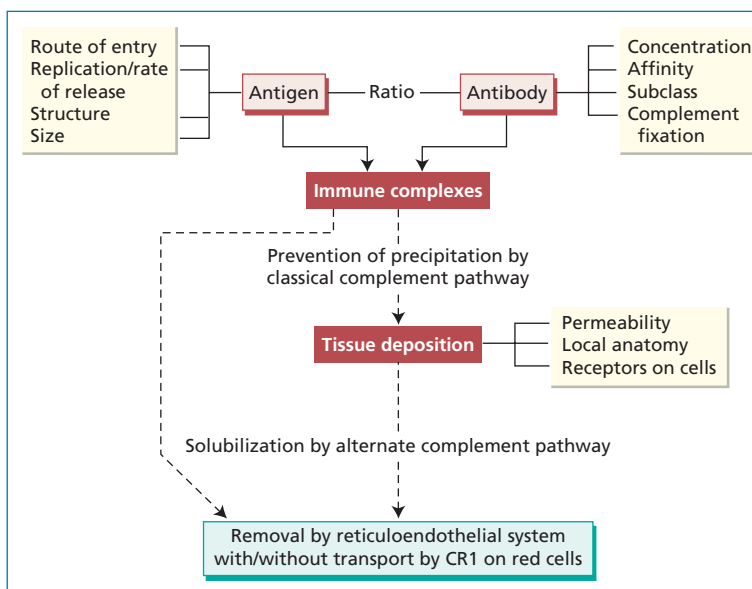 Route of entry
Replication/rate
of release
Structure
Size
Antigen
Ratio
Antibody
Concentration
Affinity
Subclass
Complement
fixation
Immune complexes
Prevention of precipitation by
classical complement pathway
Tissue deposition
Permeability
Local anatomy
Receptors on cells
Solubilization by alternate complement pathway
Removal by reticuloendothelial system
with/without transport by CR1 on red cells